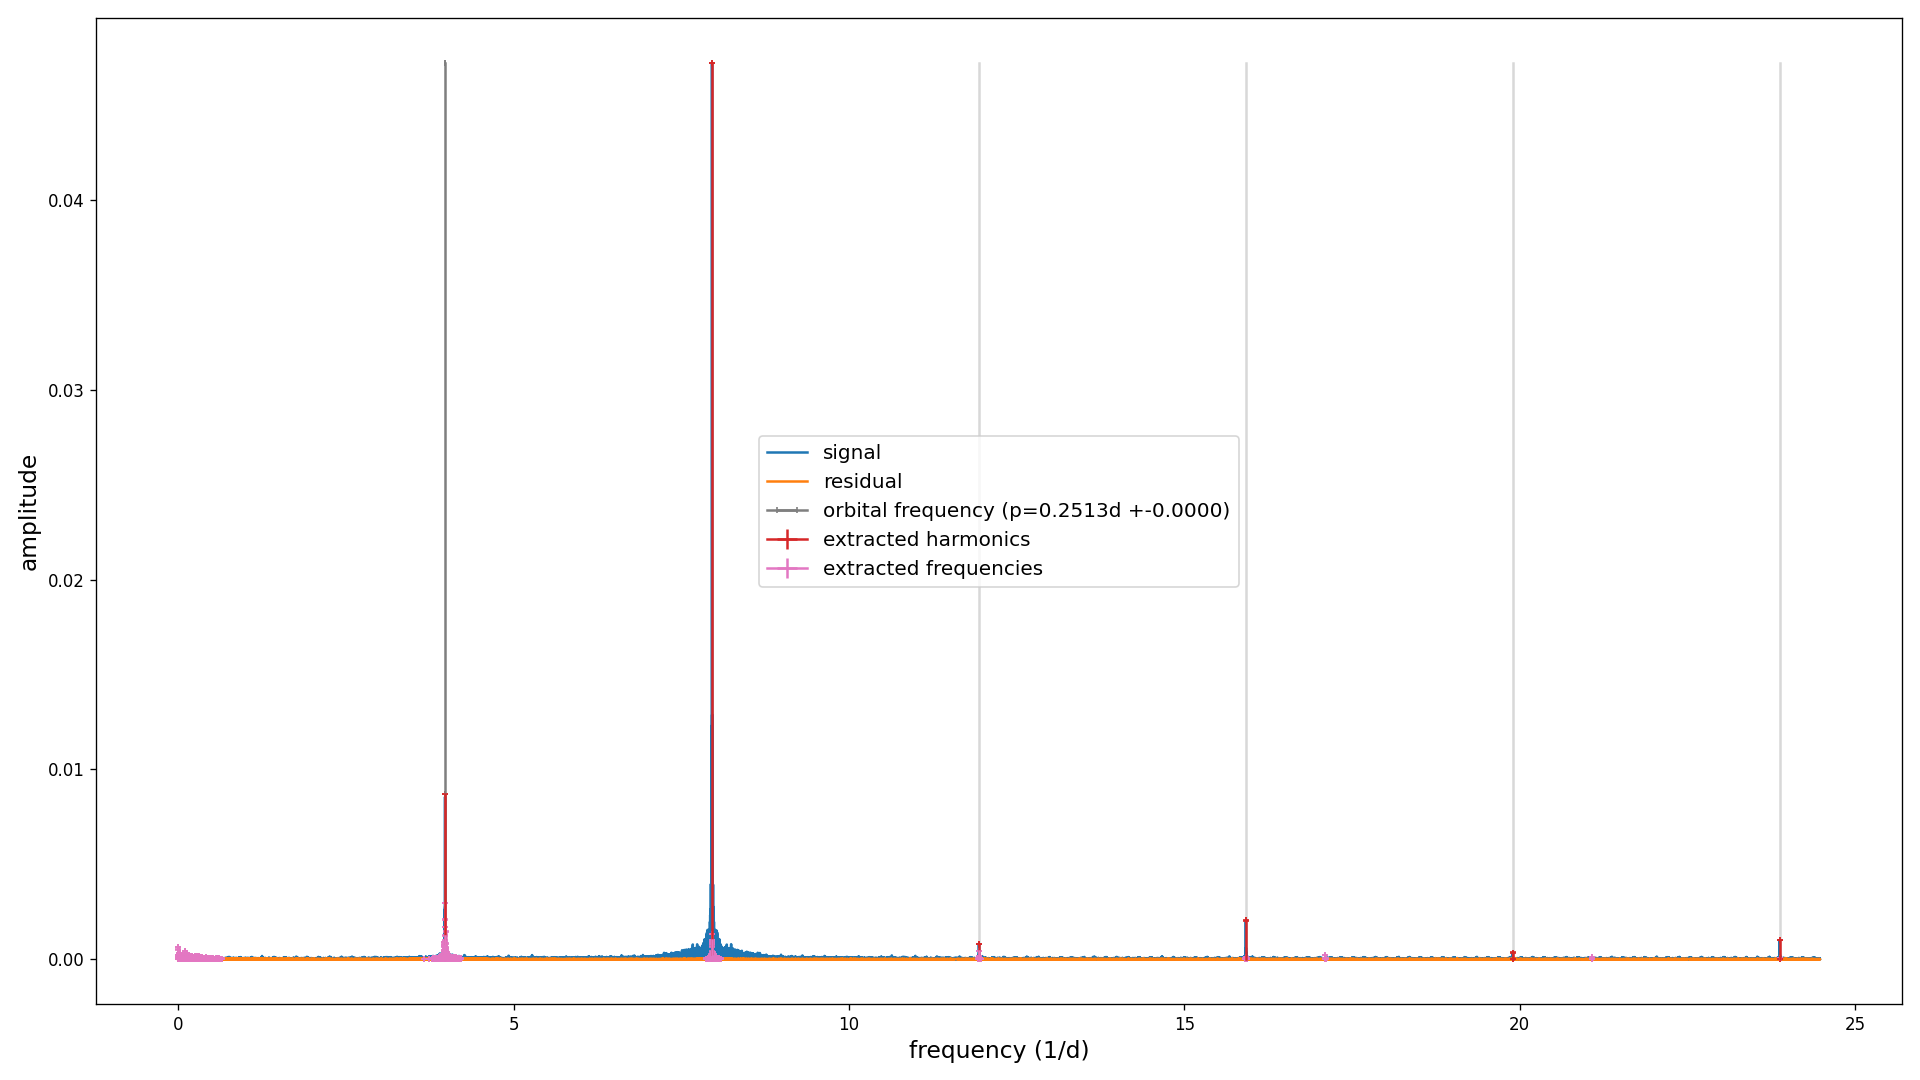 0.04
0.03
0.02
0.01
0.00
amplitude
signal
residual
orbital frequency (p=0.2513d +-0.0000)
extracted harmonics
extracted frequencies
0 5 10 15 20 25
frequency (1/d)